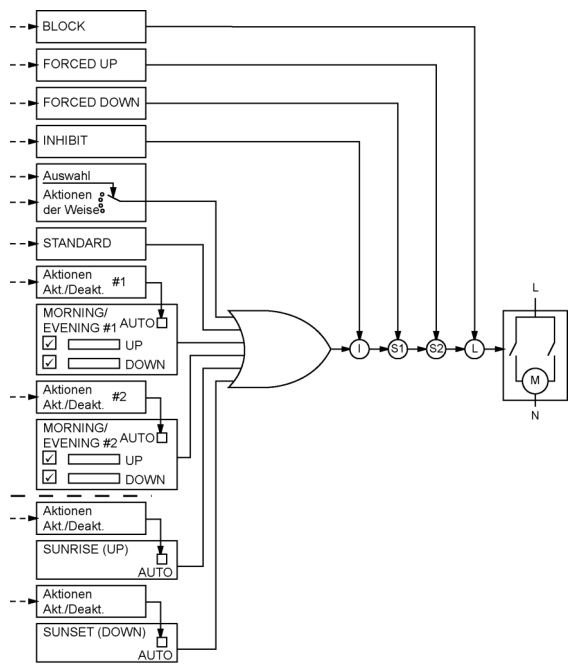 BLOCK
FORCED UP
FORCED DOWN
INHIBIT
Auswahl
Aktionen
der Weise
STANDARD
Aktionen
Akt./Deakt. #1
MORNING/
EVENING #1 AUTO
UP
DOWN
Aktionen
Akt./Deakt. #2
MORNING/
EVENING #2 AUTO
UP
DOWN
Aktionen
Akt./Deakt.
SUNRISE (UP)
AUTO
Aktionen
Akt./Deakt.
SUNSET (DOWN)
AUTO
I S1 S2 L
L
M
N